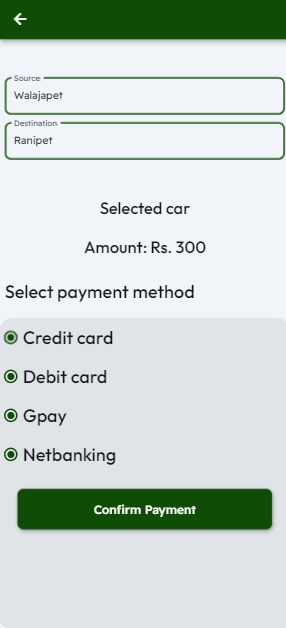 Source
Walajapet
Destination
Ranipet
Selected car
Amount: Rs. 300
Select payment method
Credit card
Debit card
Gpay
Netbanking
Confirm Payment